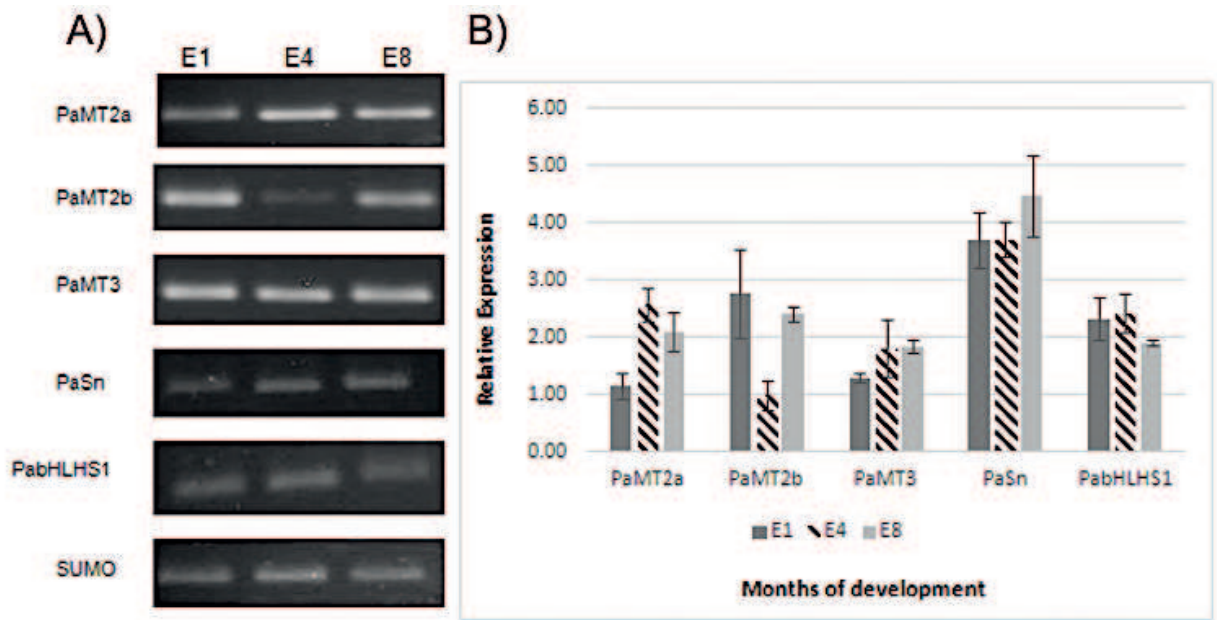 A)
E1 E4 E8
PaMT2a
PaMT2b
PaMT3
PaSn
PabHLHS1
SUMO
B)
6.00
5.00
4.00
3.00
2.00
1.00
0.00
Relative Expression
PaMT2a PaMT2b PaMT3 PaSn PabHLHS1
E1 E4 E8
Months of development